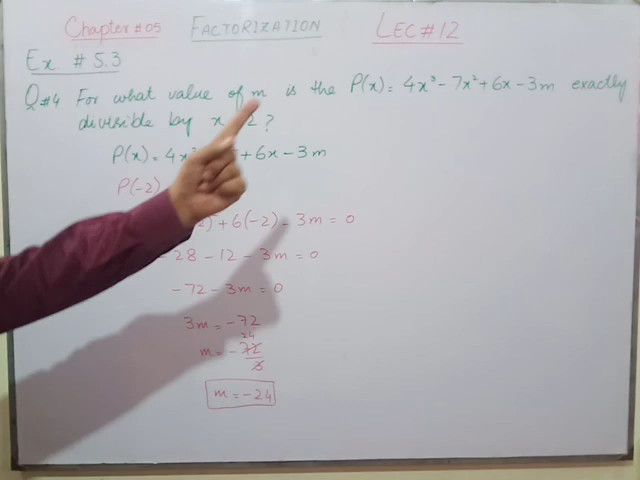 Chapter # 05 FACTORIZATION LEC # 12
Ex # 5.3
Q#4 For what value of m is the P(x) = 4x³ - 7x² + 6x - 3m exactly
divisible by x 2 ?
P(x) = 4x + 6x - 3m
P(-2)
2)² + 6(-2) - 3m = 0
- 28 - 12 - 3m = 0
-72 - 3m = 0
3m = -72
24
m = -72
3
m = -24